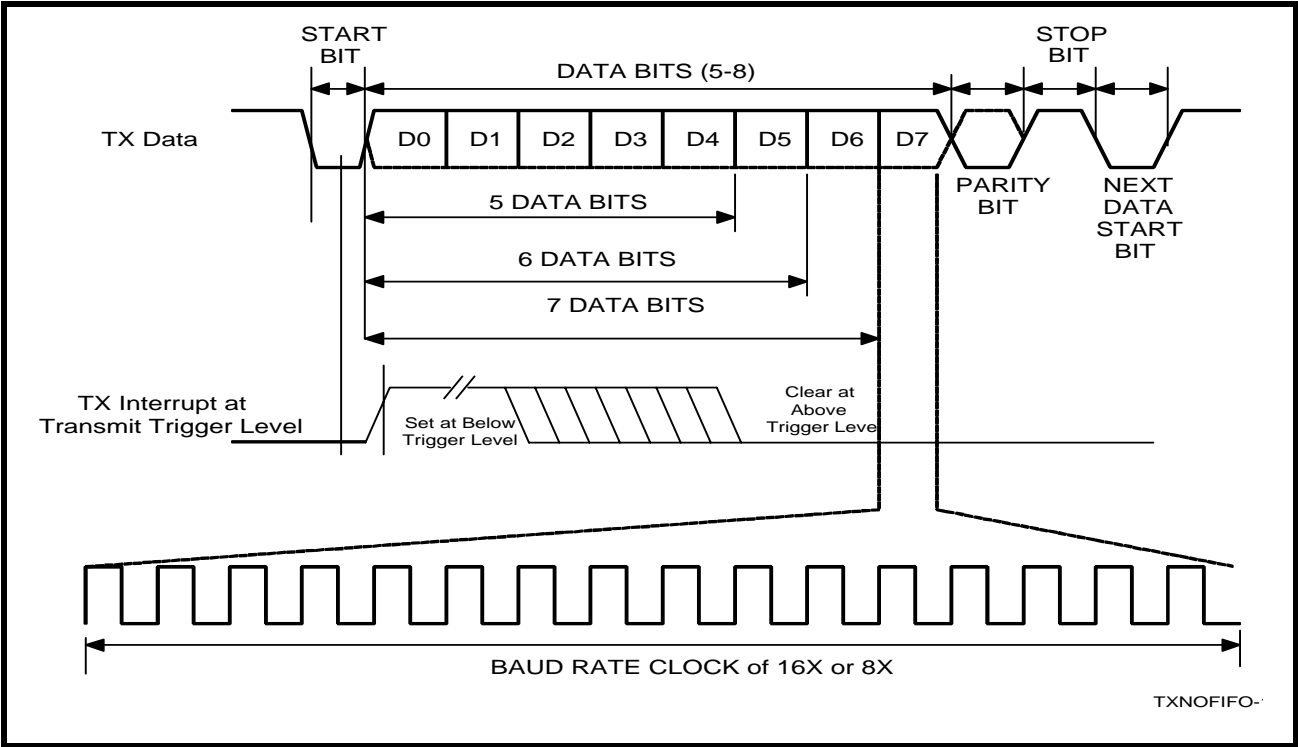 START
BIT
STOP
BIT
DATA BITS (5-8)
TX Data
D0 D1 D2 D3 D4 D5 D6 D7
PARITY
BIT
NEXT
DATA
START
BIT
5 DATA BITS
6 DATA BITS
7 DATA BITS
TX Interrupt at
Transmit Trigger Level
Set at Below
Trigger Level
Clear at
Above
Trigger Leve
BAUD RATE CLOCK of 16X or 8X
TXNOFIFO-